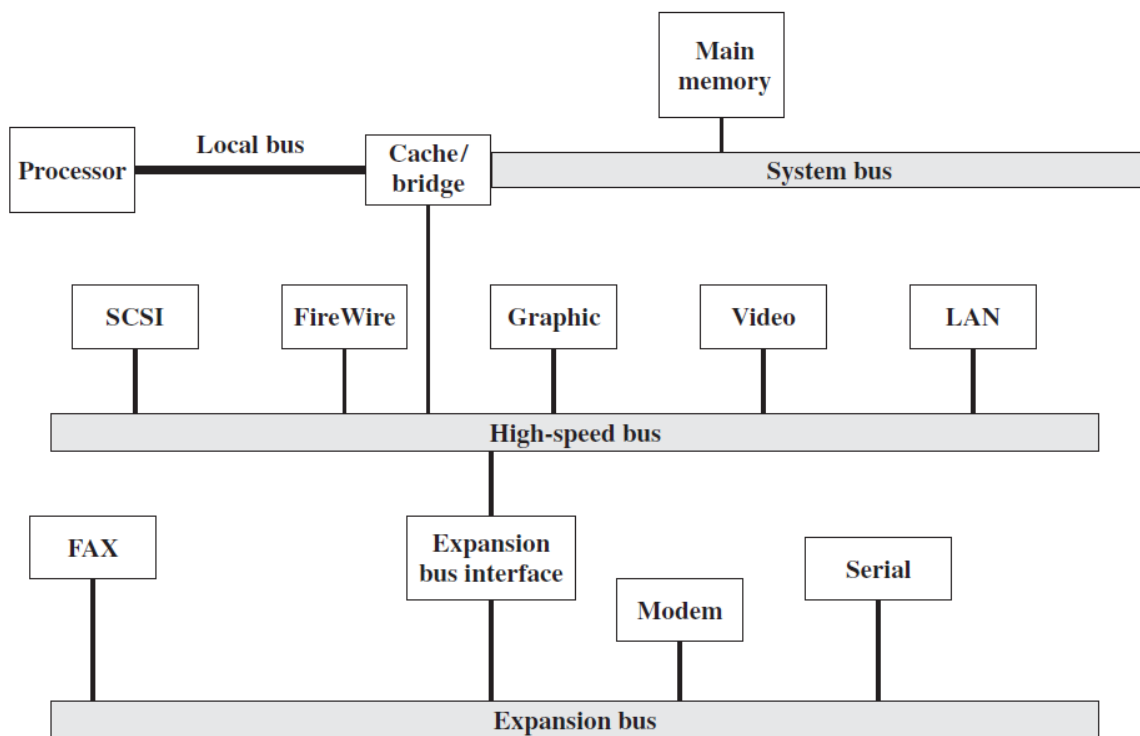 Main
memory
Local bus
Processor
Cache/
bridge
System bus
SCSI
FireWire
Graphic
Video
LAN
High-speed bus
FAX
Expansion
bus interface
Serial
Modem
Expansion bus